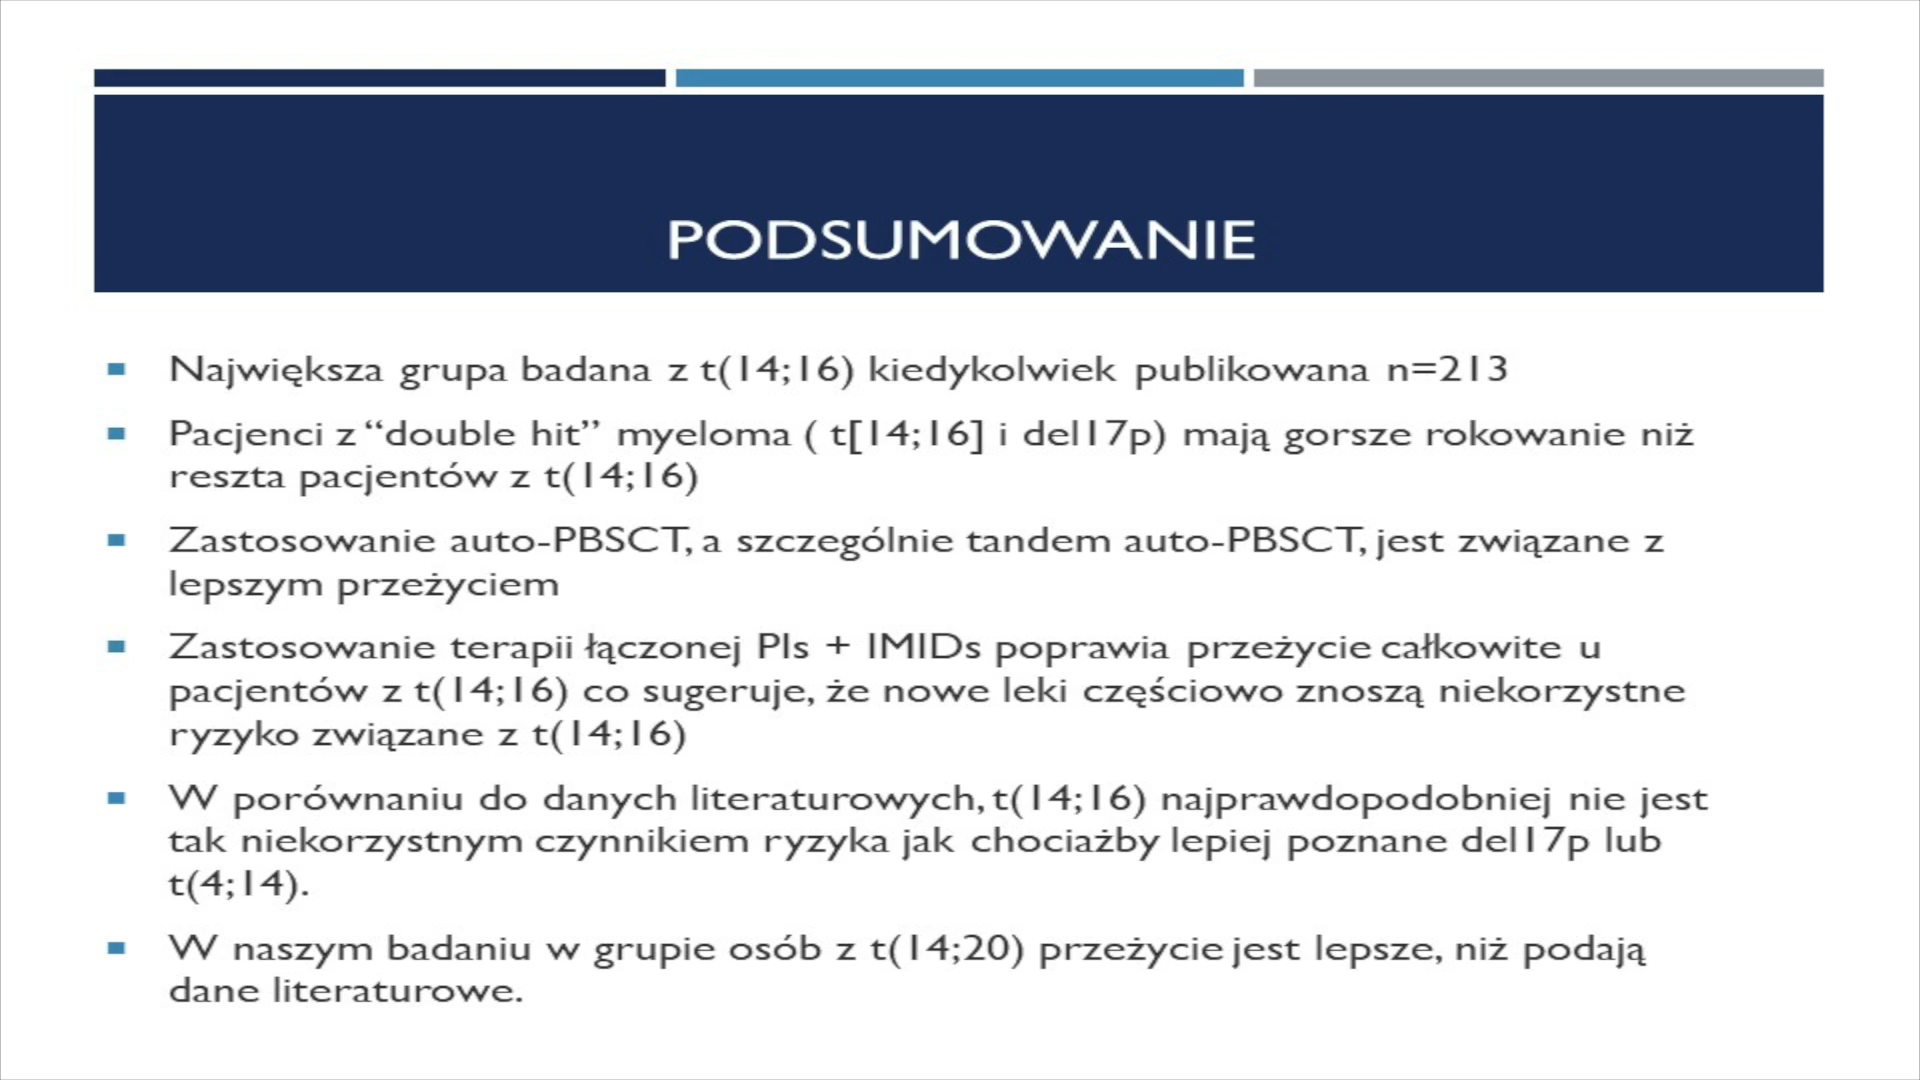 PODSUMOWANIE
Największa grupa badana z t(14;16) kiedykolwiek publikowana n=213
Pacjenci z “double hit” myeloma ( t[14;16] i del17p) mają gorsze rokowanie niż
reszta pacjentów z t(14;16)
Zastosowanie auto-PBSCT, a szczególnie tandem auto-PBSCT, jest związane z
lepszym przeżyciem
Zastosowanie terapii łączonej PIs + IMIDs poprawia przeżycie całkowite u
pacjentów z t(14;16) co sugeruje, że nowe leki częściowo znoszą niekorzystne
ryzyko związane z t(14;16)
W porównaniu do danych literaturowych, t(14;16) najprawdopodobniej nie jest
tak niekorzystnym czynnikiem ryzyka jak chociażby lepiej poznane del17p lub
t(4;14).
W naszym badaniu w grupie osób z t(14;20) przeżycie jest lepsze, niż podają
dane literaturowe.